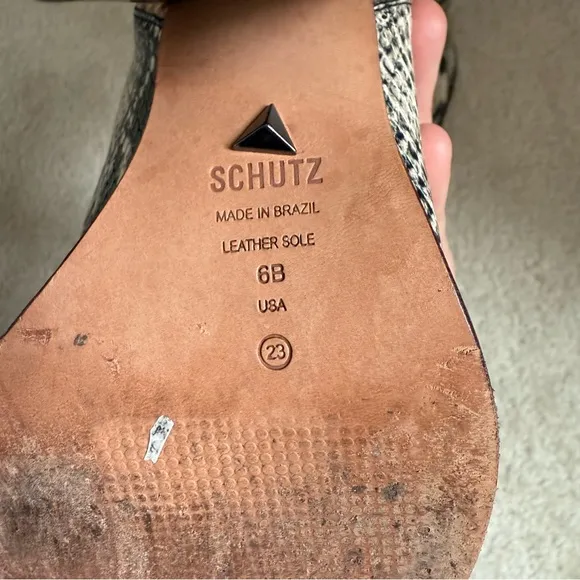 SCHUTZ
MADE IN BRAZIL
LEATHER SOLE
6B
USA
23